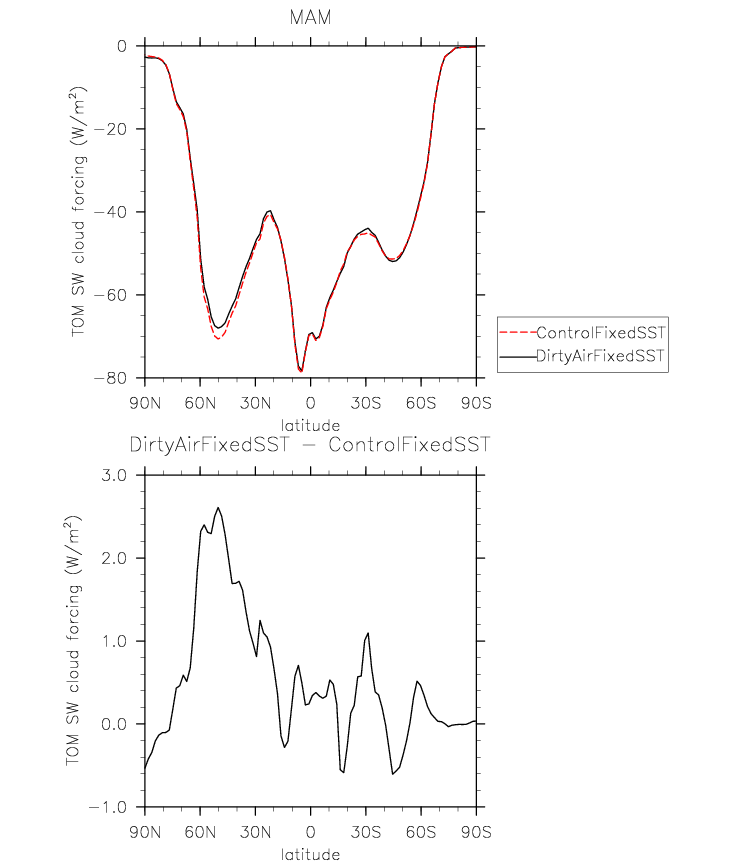 MAM
TOM SW cloud forcing (W/m²)
0
−20
−40
−60
−80
90N 60N 30N 0 30S 60S 90S
latitude
ControlFixedSST
DirtyAirFixedSST
DirtyAirFixedSST − ControlFixedSST
TOM SW cloud forcing (W/m²)
3.0
2.0
1.0
0.0
−1.0
90N 60N 30N 0 30S 60S 90S
latitude